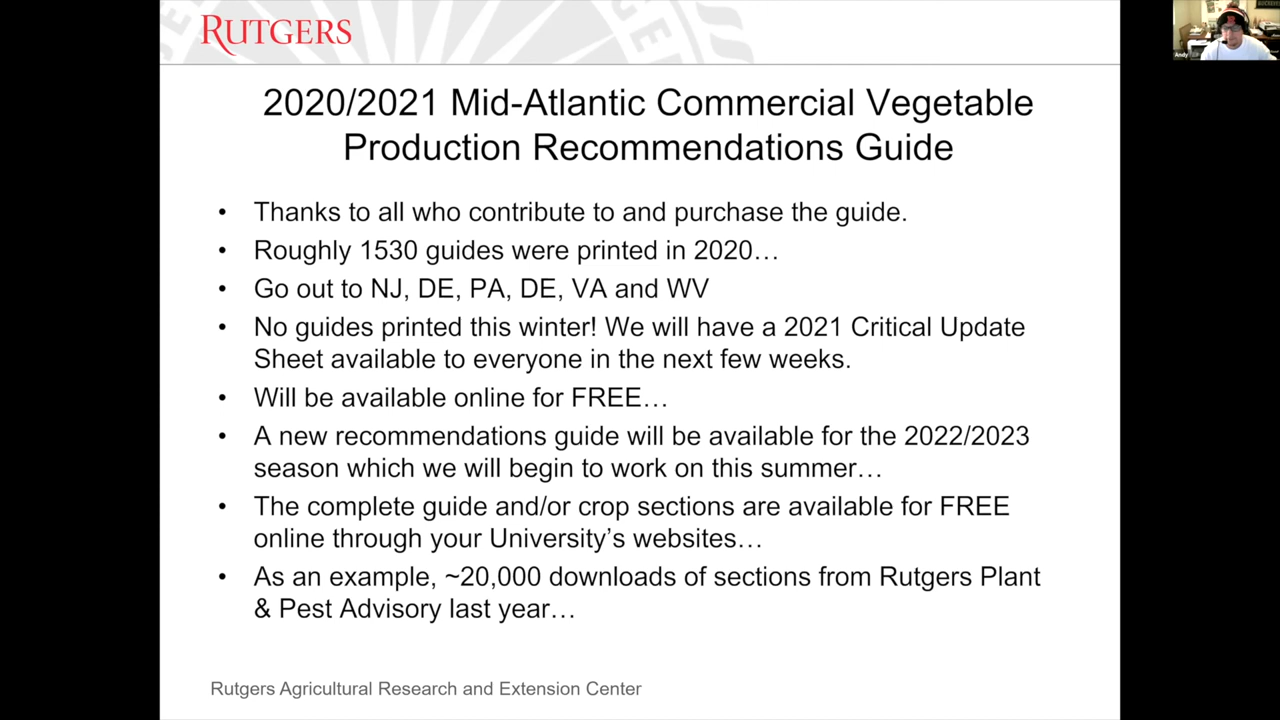 RUTGERS
Andy
2020/2021 Mid-Atlantic Commercial Vegetable
Production Recommendations Guide
• Thanks to all who contribute to and purchase the guide.
• Roughly 1530 guides were printed in 2020…
• Go out to NJ, DE, PA, DE, VA and WV
• No guides printed this winter! We will have a 2021 Critical Update
Sheet available to everyone in the next few weeks.
• Will be available online for FREE…
• A new recommendations guide will be available for the 2022/2023
season which we will begin to work on this summer…
• The complete guide and/or crop sections are available for FREE
online through your University's websites…
• As an example, ~20,000 downloads of sections from Rutgers Plant
& Pest Advisory last year…
Rutgers Agricultural Research and Extension Center